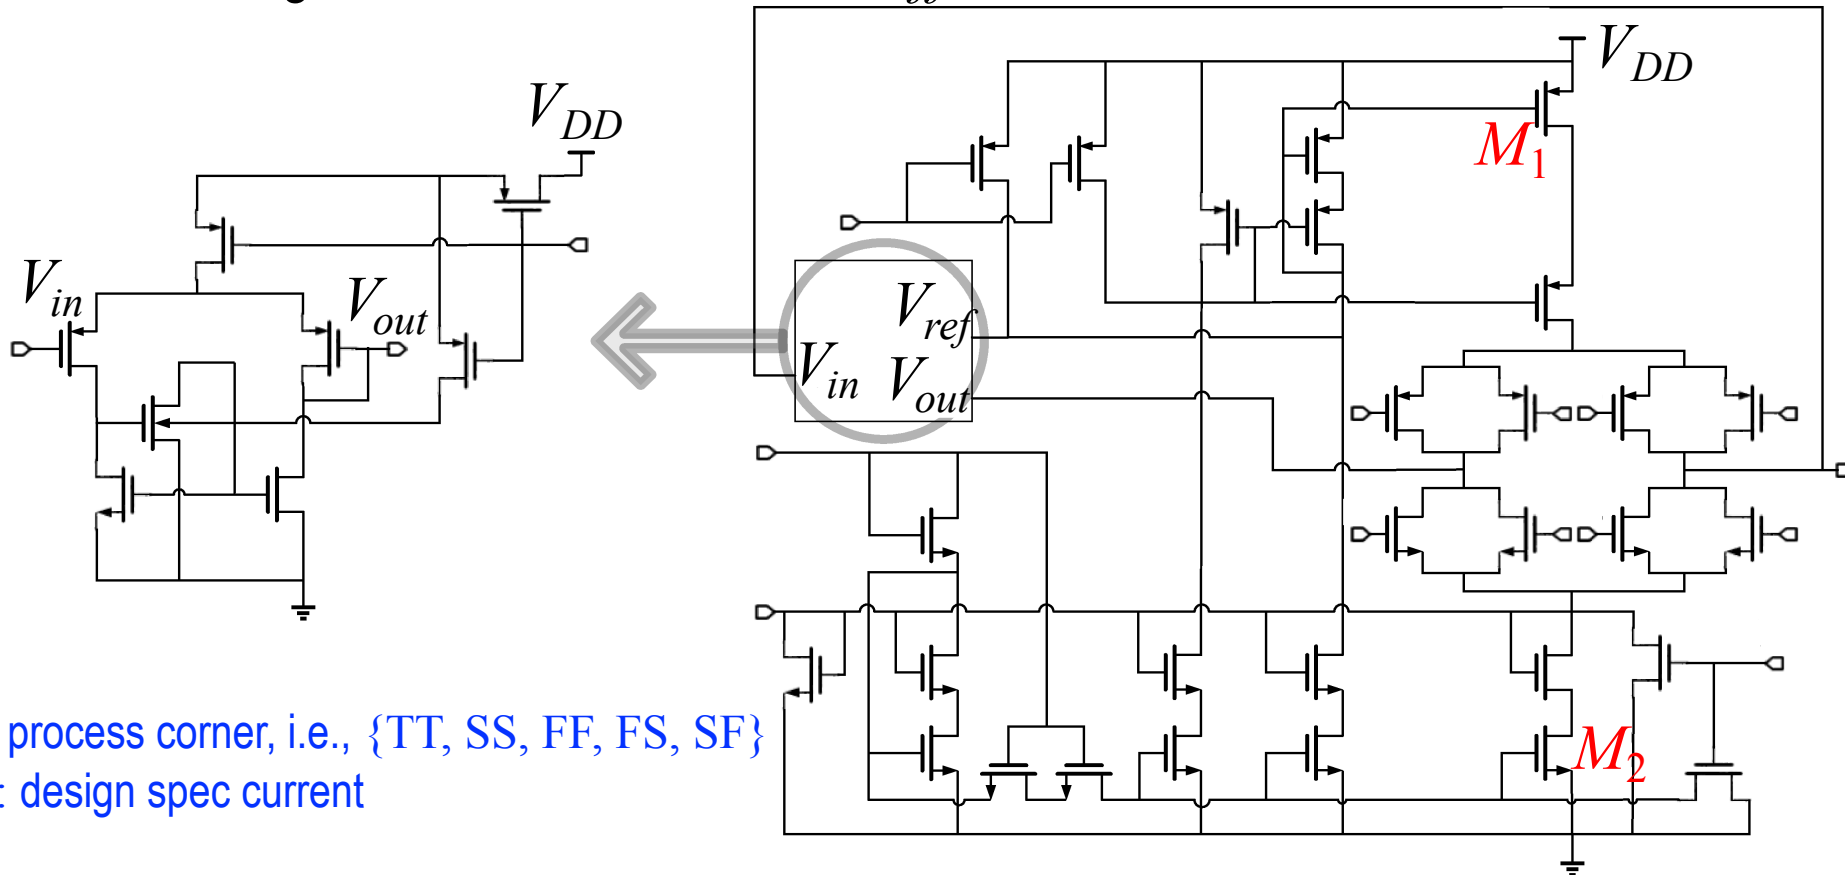 V_DD
V_DD
M_1
V_in
V_out
V_ref
V_in
V_out
M_2
process corner, i.e., {TT, SS, FF, FS, SF}
: design spec current